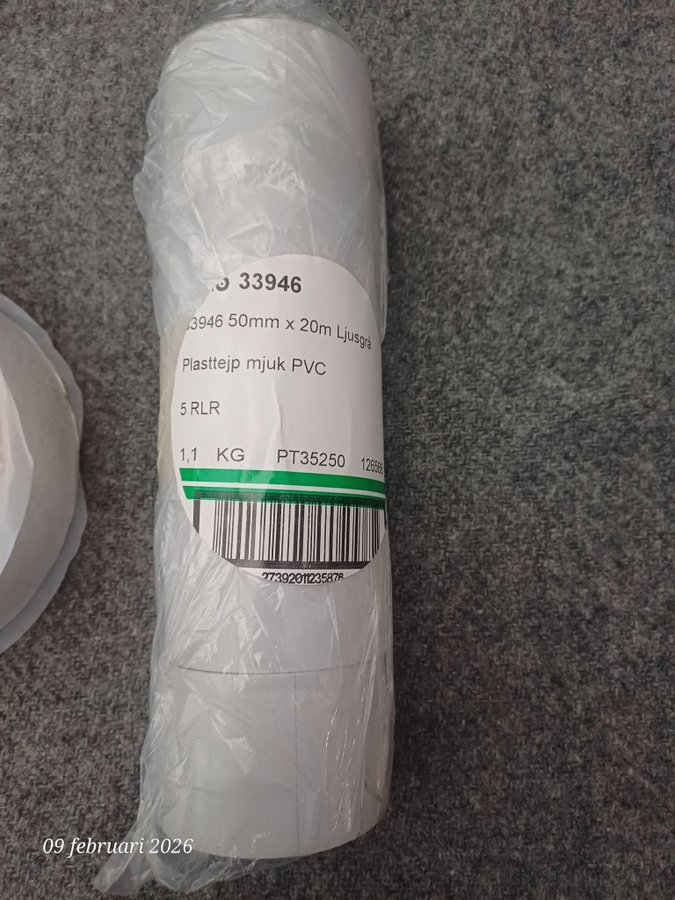 33946
33946 50mm x 20m Ljusgrå
Plasttejp mjuk PVC
5 RLR
1,1 KG PT35250
27392011235876
09 februari 2026